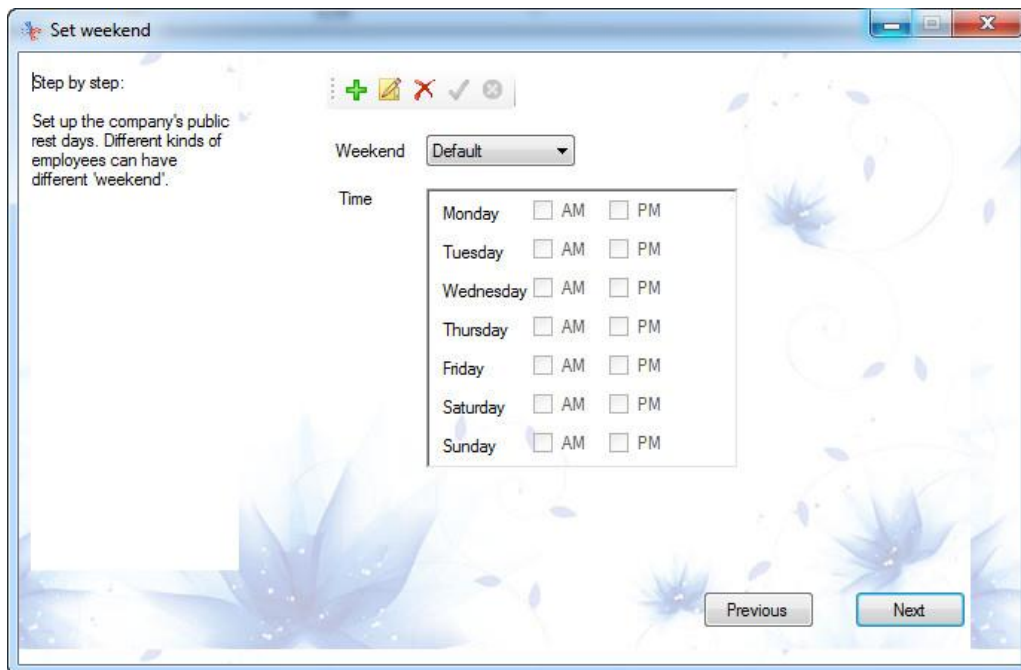 Set weekend
Step by step:
Set up the company's public
rest days. Different kinds of
employees can have
different 'weekend'.
Weekend Default
Time
Monday AM PM
Tuesday AM PM
Wednesday AM PM
Thursday AM PM
Friday AM PM
Saturday AM PM
Sunday AM PM
Previous Next